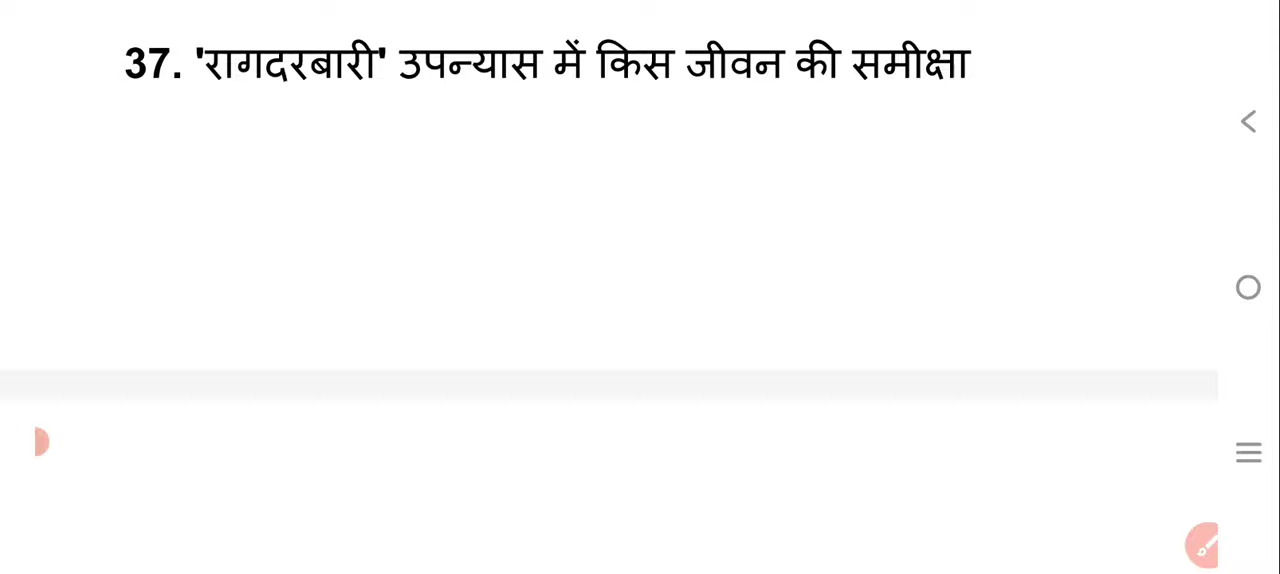 37. 'रागदरबारी' उपन्यास में किस जीवन की समीक्षा